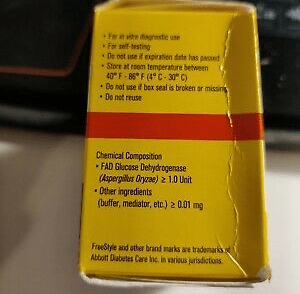 • For in vitro diagnostic use
• For self-testing
• Do not use if expiration date has passed
• Store at room temperature between
40° F - 86° F (4° C - 30° C)
• Do not use if box seal is broken or missing
• Do not reuse
Chemical Composition
• FAD Glucose Dehydrogenase
(Aspergillus Oryzae) ≥ 1.0 Unit
• Other ingredients
(buffer, mediator, etc.) ≥ 0.01 mg
FreeStyle and other brand marks are trademarks of
Abbott Diabetes Care Inc. in various jurisdictions.